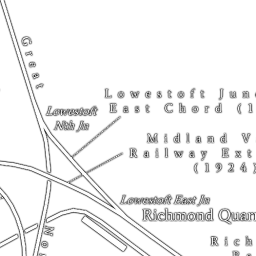 Great
Lowestoft Junc
East Chord (1
Lowestoft
Nth Jn
Midland V
Railway Ext
(1924)
Lowestoft East Jn
Richmond Quar
No
Rich